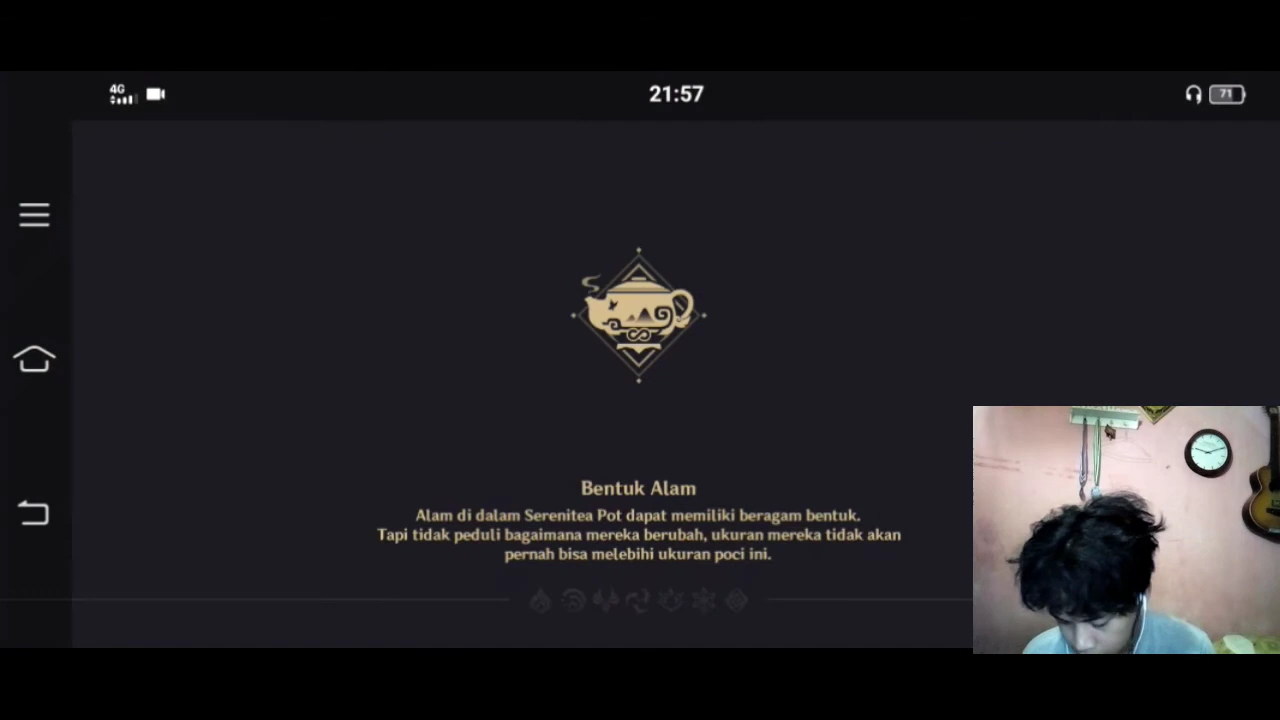 4G
21:57
71
Bentuk Alam
Alam di dalam Serenitea Pot dapat memiliki beragam bentuk.
Tapi tidak peduli bagaimana mereka berubah, ukuran mereka tidak akan
pernah bisa melebihi ukuran poci ini.